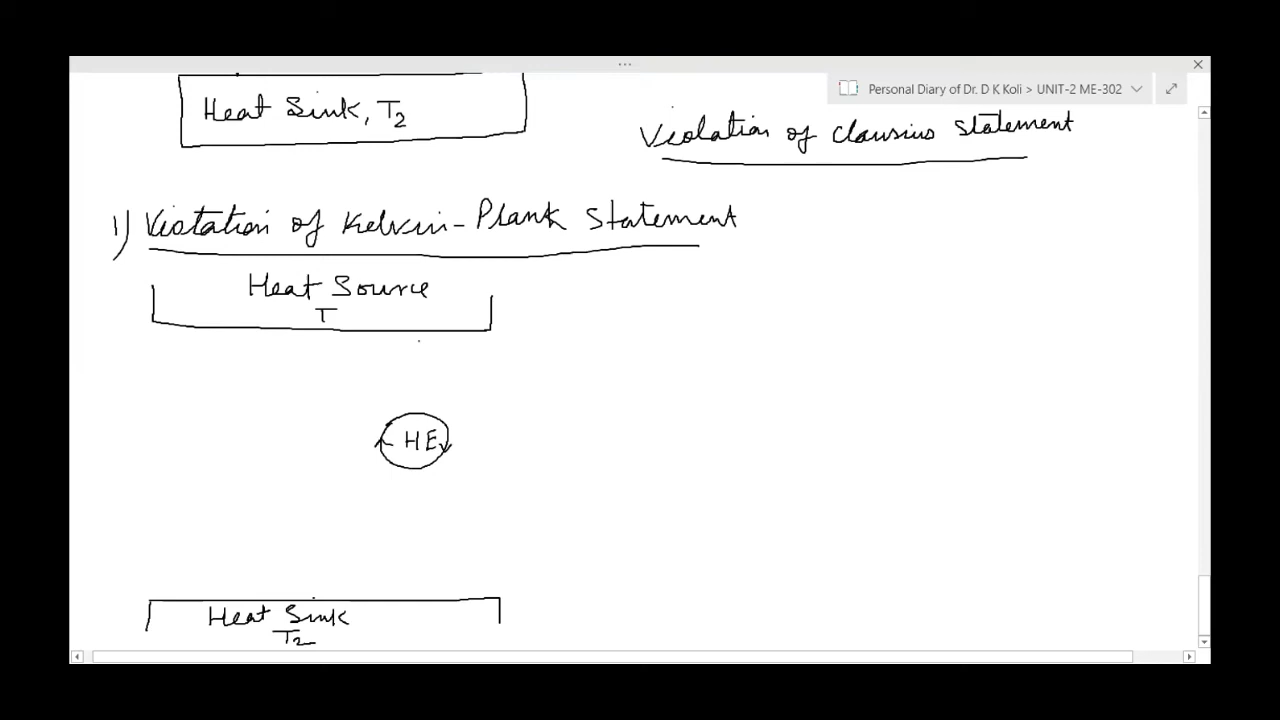 Personal Diary of Dr. D K Koli > UNIT-2 ME-302
Heat Sink, T2
Violation of Clausius Statement
1) Violation of Kelvin-Plank Statement
Heat Source
T
HE
Heat Sink
T2